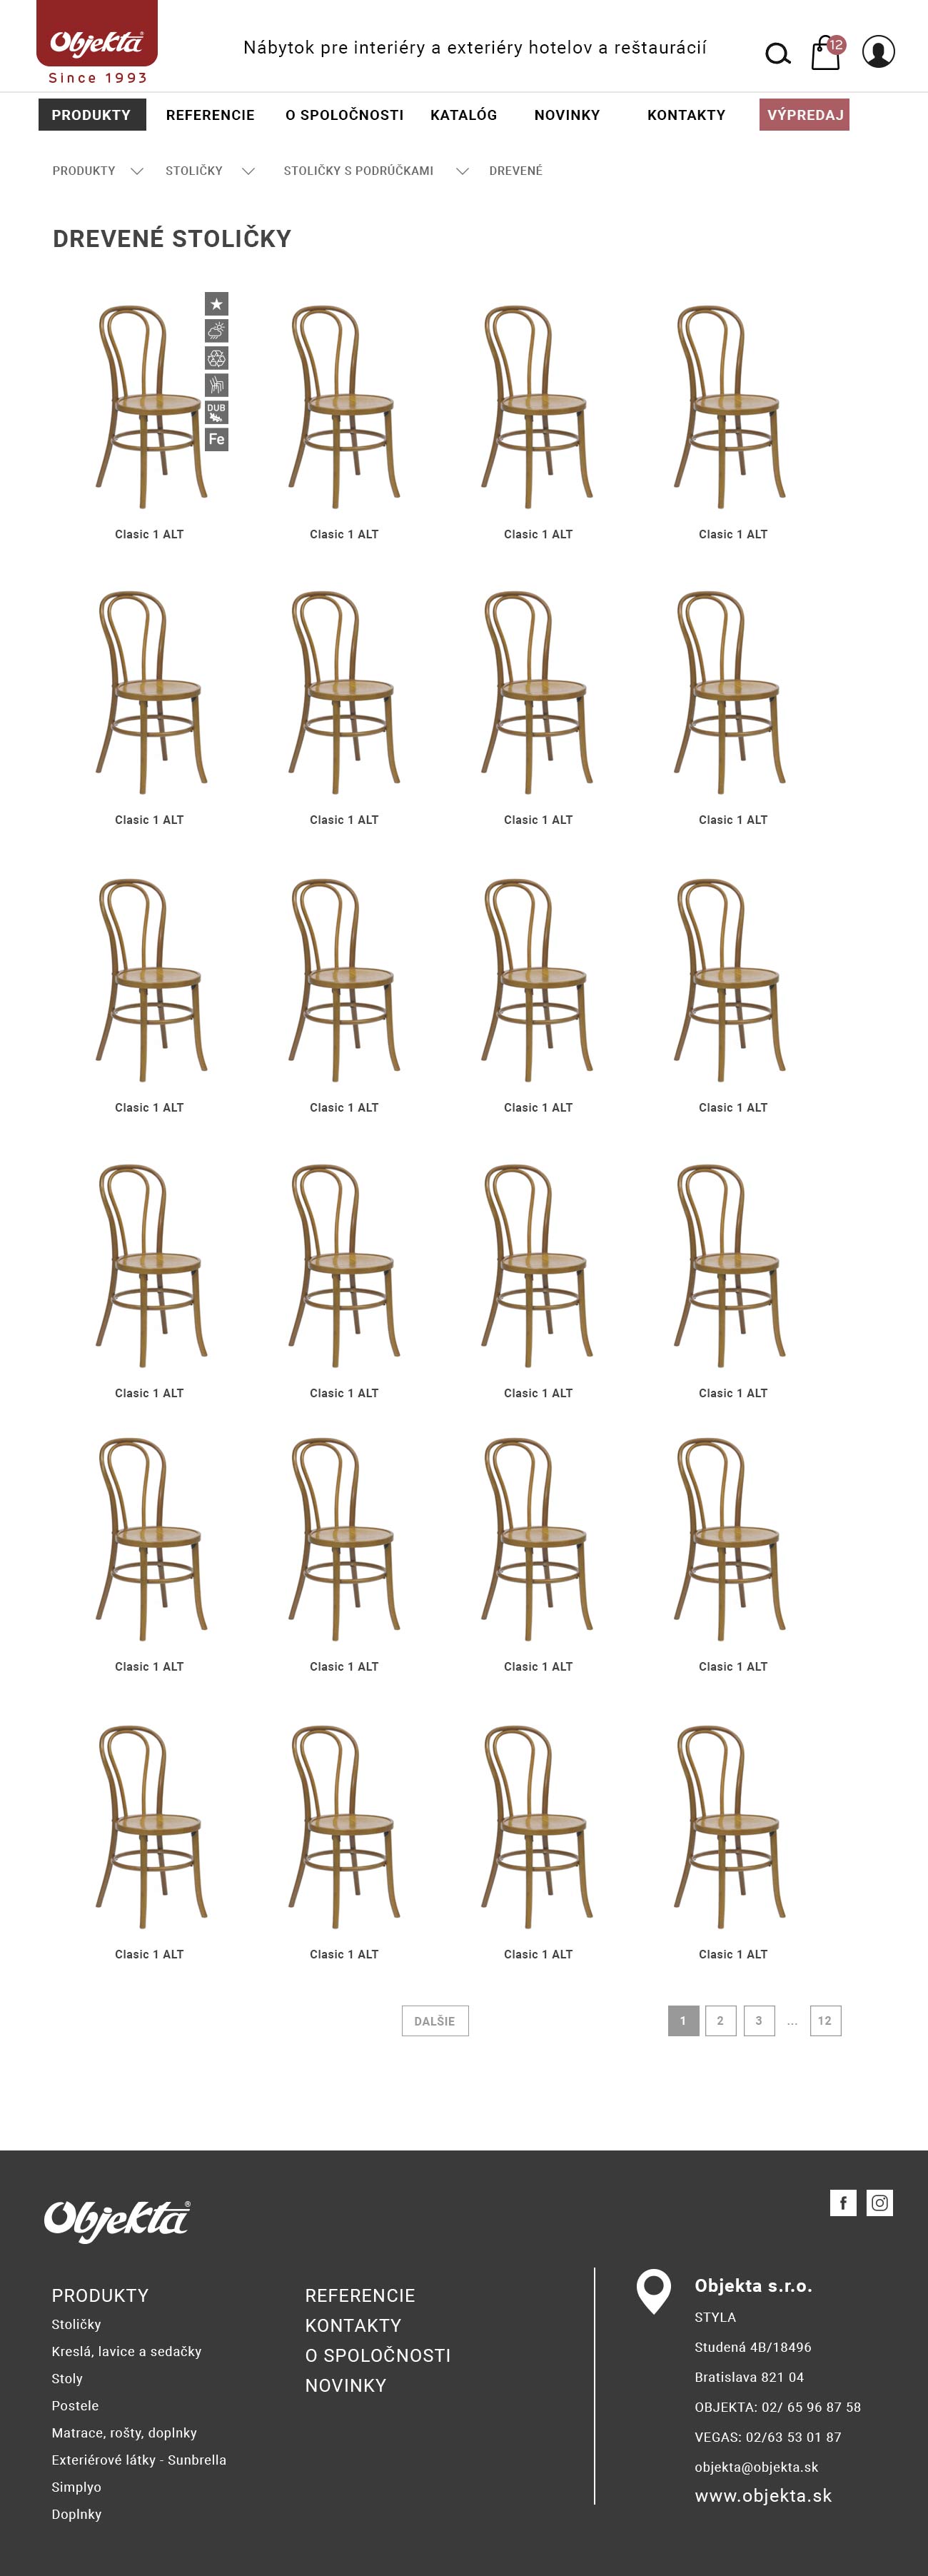 Objekta®
Since 1993
Nábytok pre interiéry a exteriéry hotelov a reštaurácií
12
PRODUKTY REFERENCIE O SPOLOČNOSTI KATALÓG NOVINKY KONTAKTY VÝPREDAJ
PRODUKTY STOLIČKY STOLIČKY S PODRÚČKAMI DREVENÉ
DREVENÉ STOLIČKY
DUB
Fe
Clasic 1 ALT Clasic 1 ALT Clasic 1 ALT Clasic 1 ALT
Clasic 1 ALT Clasic 1 ALT Clasic 1 ALT Clasic 1 ALT
Clasic 1 ALT Clasic 1 ALT Clasic 1 ALT Clasic 1 ALT
Clasic 1 ALT Clasic 1 ALT Clasic 1 ALT Clasic 1 ALT
Clasic 1 ALT Clasic 1 ALT Clasic 1 ALT Clasic 1 ALT
Clasic 1 ALT Clasic 1 ALT Clasic 1 ALT Clasic 1 ALT
DALŠIE 1 2 3 ... 12
Objekta®
PRODUKTY
Stoličky
Kreslá, lavice a sedačky
Stoly
Postele
Matrace, rošty, doplnky
Exteriérové látky - Sunbrella
Simplyo
Doplnky
REFERENCIE
KONTAKTY
O SPOLOČNOSTI
NOVINKY
Objekta s.r.o.
STYLA
Studená 4B/18496
Bratislava 821 04
OBJEKTA: 02/ 65 96 87 58
VEGAS: 02/63 53 01 87
objekta@objekta.sk
www.objekta.sk